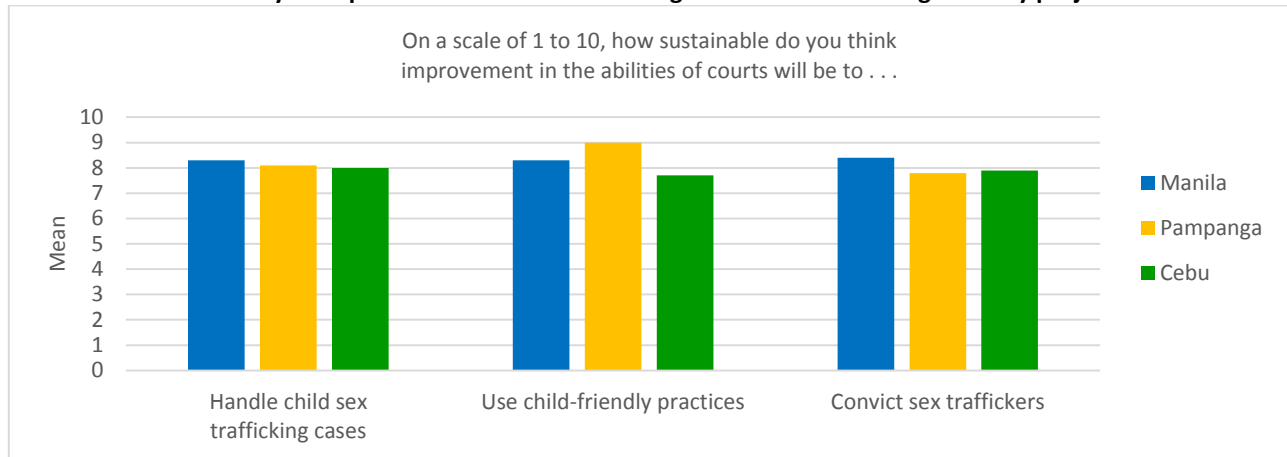 On a scale of 1 to 10, how sustainable do you think
improvement in the abilities of courts will be to . . .
10
9
8
7
6
5
4
3
2
1
0
Mean
Handle child sex
trafficking cases
Use child-friendly practices
Convict sex traffickers
Manila
Pampanga
Cebu